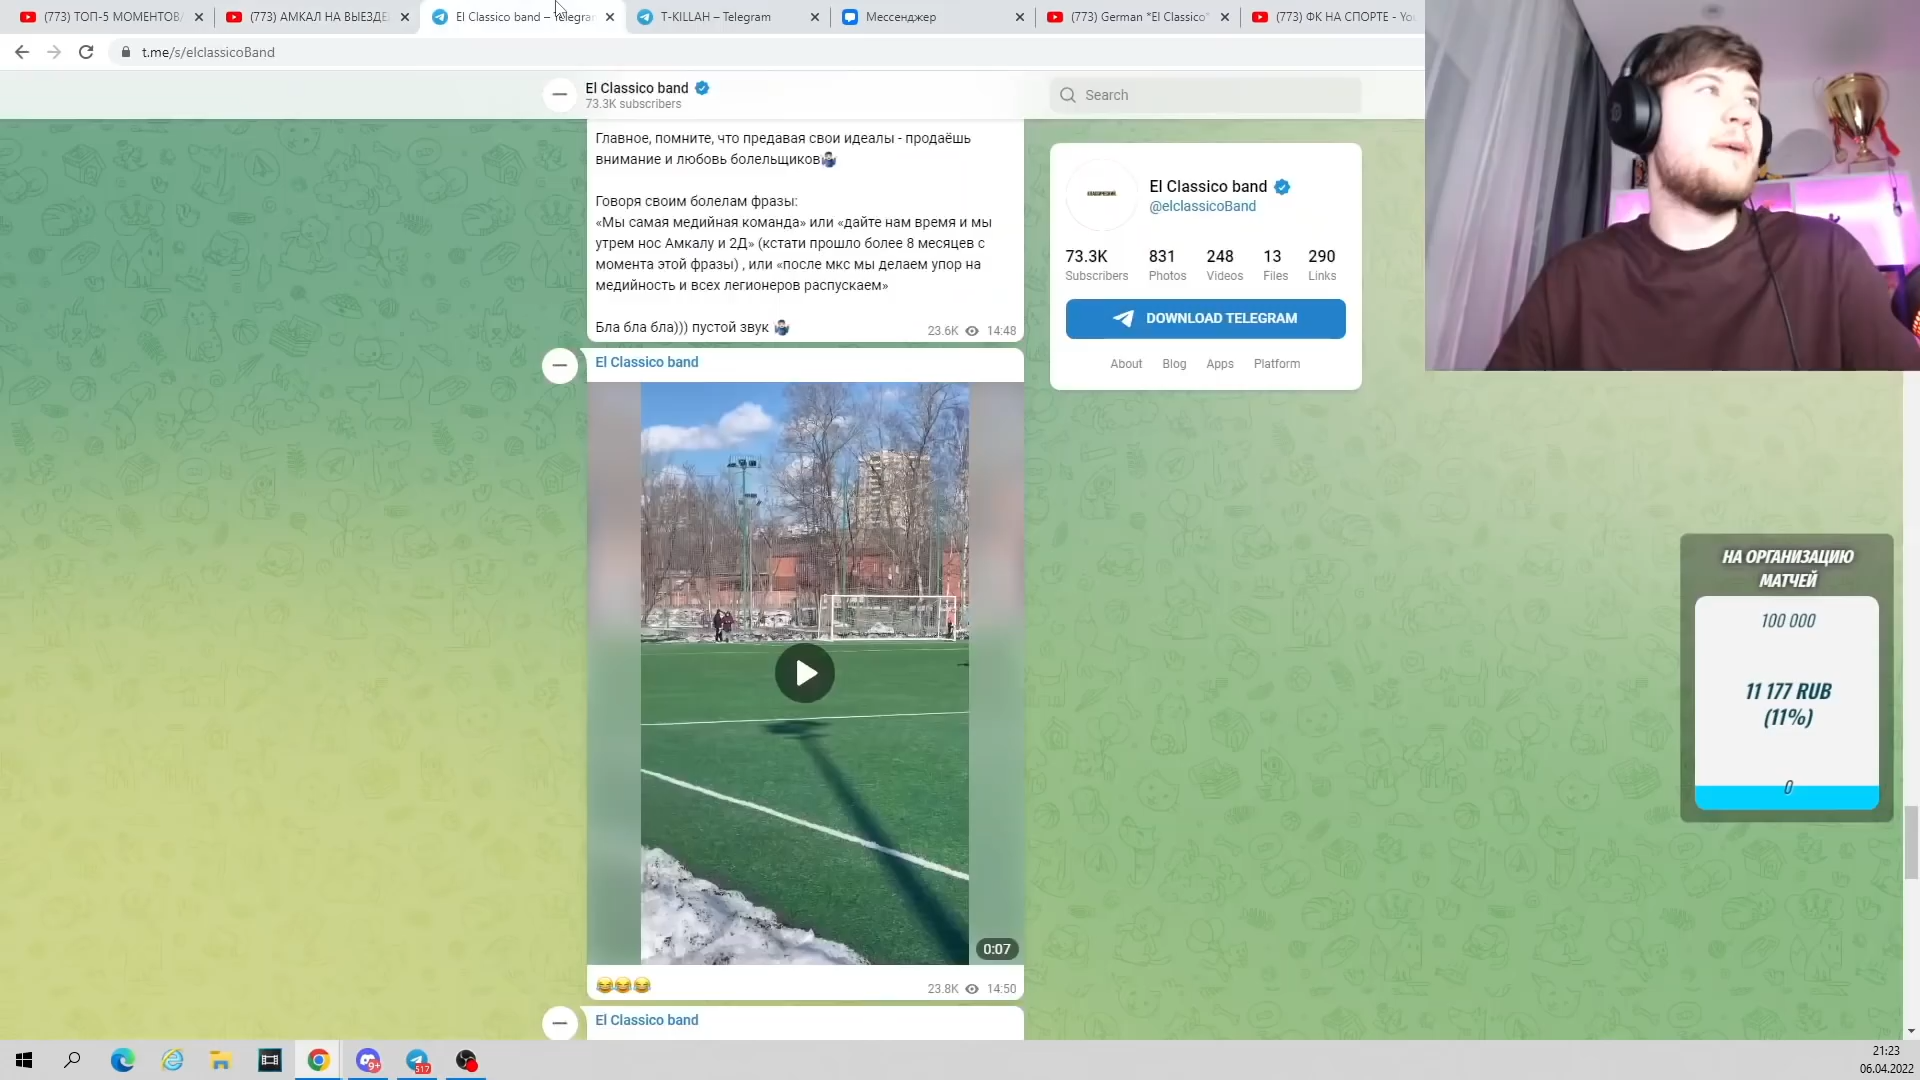 (773) ТОП-5 МОМЕНТОВ
(773) АМКАЛ НА ВЫЕЗДЕ
El Classico band – Telegram
T-KILLAH – Telegram
Мессенджер
(773) German "El Classico"
(773) ФК НА СПОРТЕ - You
t.me/s/elclassicoBand
El Classico band
73.3K subscribers
Search
Главное, помните, что предавая свои идеалы - продаёшь
внимание и любовь болельщиков🤷🏻‍♂️
Говоря своим болелам фразы:
«Мы самая медийная команда» или «дайте нам время и мы
утрем нос Амкалу и 2Д» (кстати прошло более 8 месяцев с
момента этой фразы) , или «после мкс мы делаем упор на
медийность и всех легионеров распускаем»
Бла бла бла))) пустой звук 🤷🏻‍♂️
23.6K 14:48
El Classico band
@elclassicoBand
73.3K 831 248 13 290
Subscribers Photos Videos Files Links
DOWNLOAD TELEGRAM
About Blog Apps Platform
El Classico band
0:07
😂😂😂
23.8K 14:50
El Classico band
НА ОРГАНИЗАЦИЮ
МАТЧЕЙ
100 000
11 177 RUB
(11%)
0
9+
517
21:23
06.04.2022